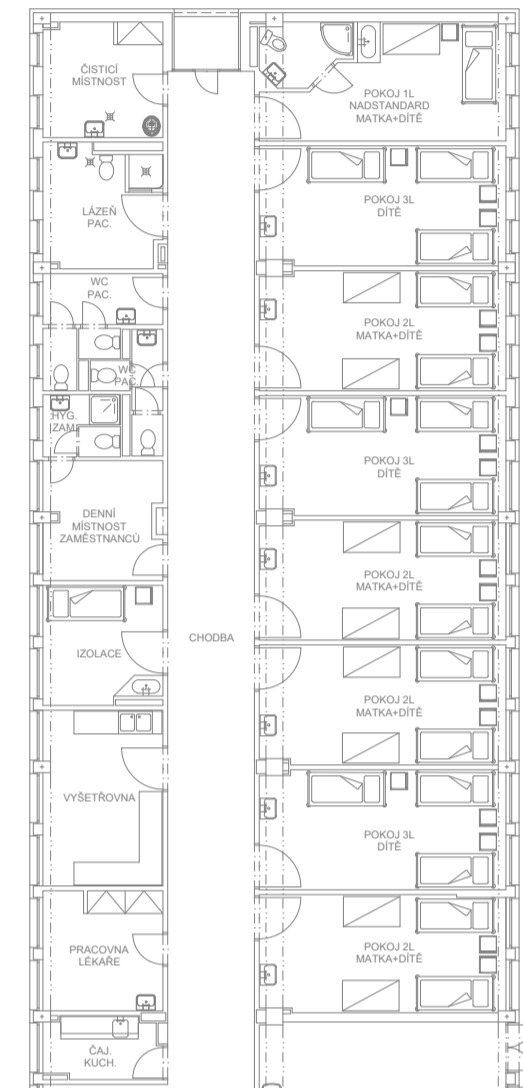 ČISTICÍ
MÍSTNOST
LÁZEŇ
PAC.
WC
PAC.
WC
PAČ.
HYG.
ZAM.
DENNÍ
MÍSTNOST
ZAMĚSTNANCŮ
IZOLACE
VYŠETŘOVNA
PRACOVNA
LÉKAŘE
ČAJ.
KUCH.
CHODBA
POKOJ 1L
NADSTANDARD
MATKA+DÍTĚ
POKOJ 3L
DÍTĚ
POKOJ 2L
MATKA+DÍTĚ
POKOJ 3L
DÍTĚ
POKOJ 2L
MATKA+DÍTĚ
POKOJ 2L
MATKA+DÍTĚ
POKOJ 3L
DÍTĚ
POKOJ 2L
MATKA+DÍTĚ